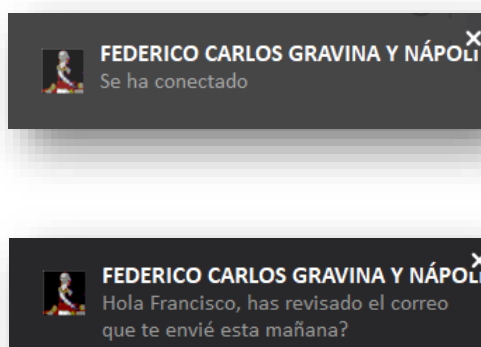 FEDERICO CARLOS GRAVINA Y NÁPOLI
Se ha conectado
FEDERICO CARLOS GRAVINA Y NÁPOLI
Hola Francisco, has revisado el correo
que te envié esta mañana?